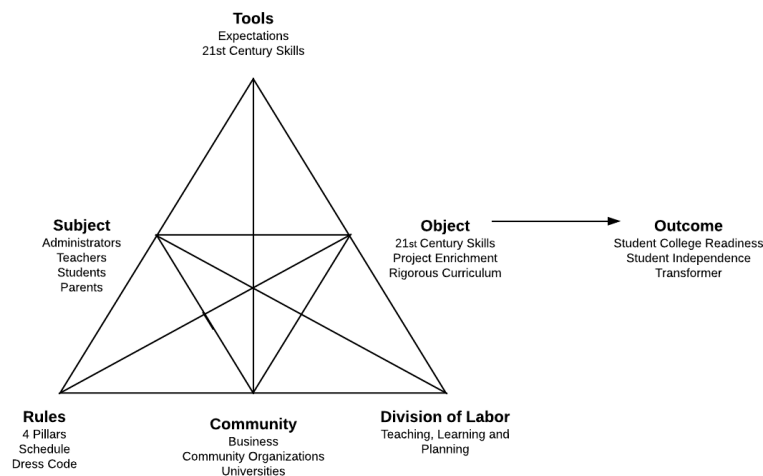 Tools
Expectations
21st Century Skills
Subject
Administrators
Teachers
Students
Parents
Object
21st Century Skills
Project Enrichment
Rigorous Curriculum
Outcome
Student College Readiness
Student Independence
Transformer
Rules
4 Pillars
Schedule
Dress Code
Community
Business
Community Organizations
Universities
Division of Labor
Teaching, Learning and
Planning